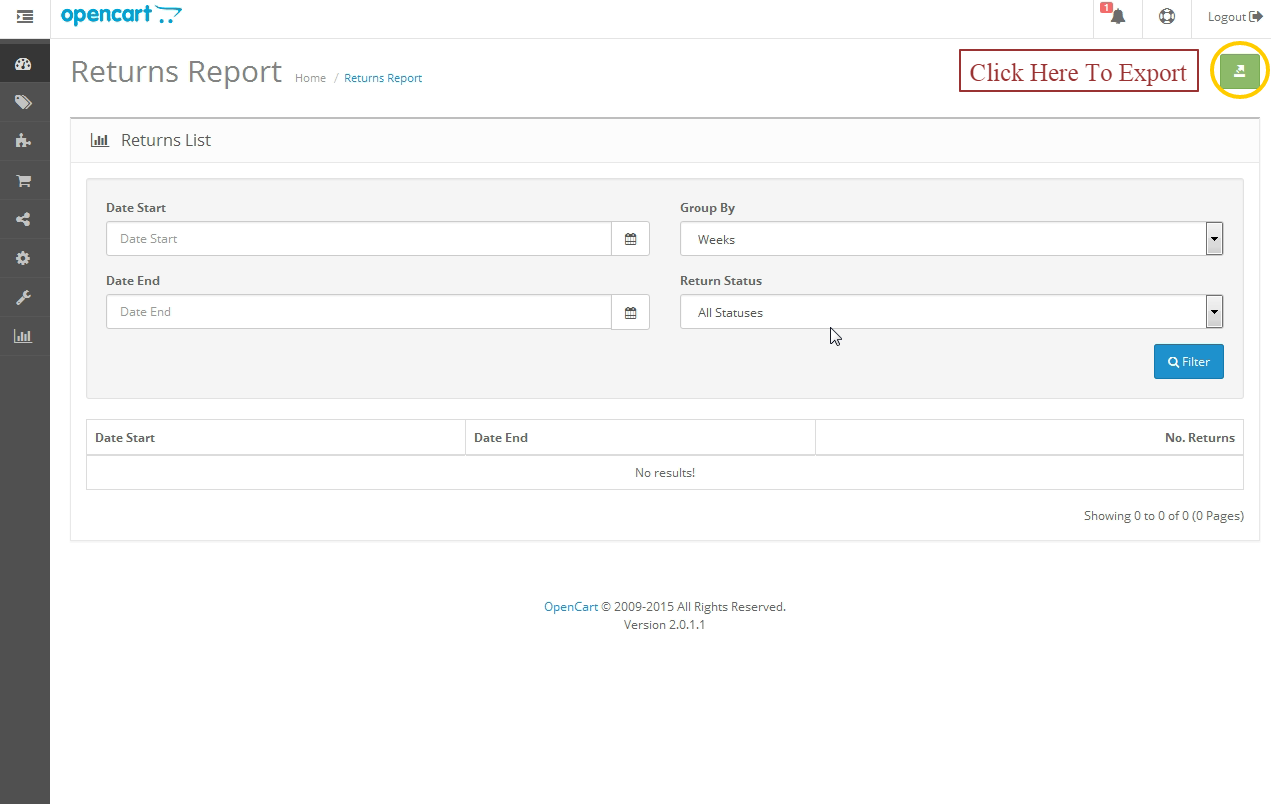 opencart
1
Logout
Returns Report Home / Returns Report
Click Here To Export
Returns List
Date Start
Group By
Date Start
Weeks
Date End
Return Status
Date End
All Statuses
Filter
Date Start Date End No. Returns
No results!
Showing 0 to 0 of 0 (0 Pages)
OpenCart © 2009-2015 All Rights Reserved.
Version 2.0.1.1